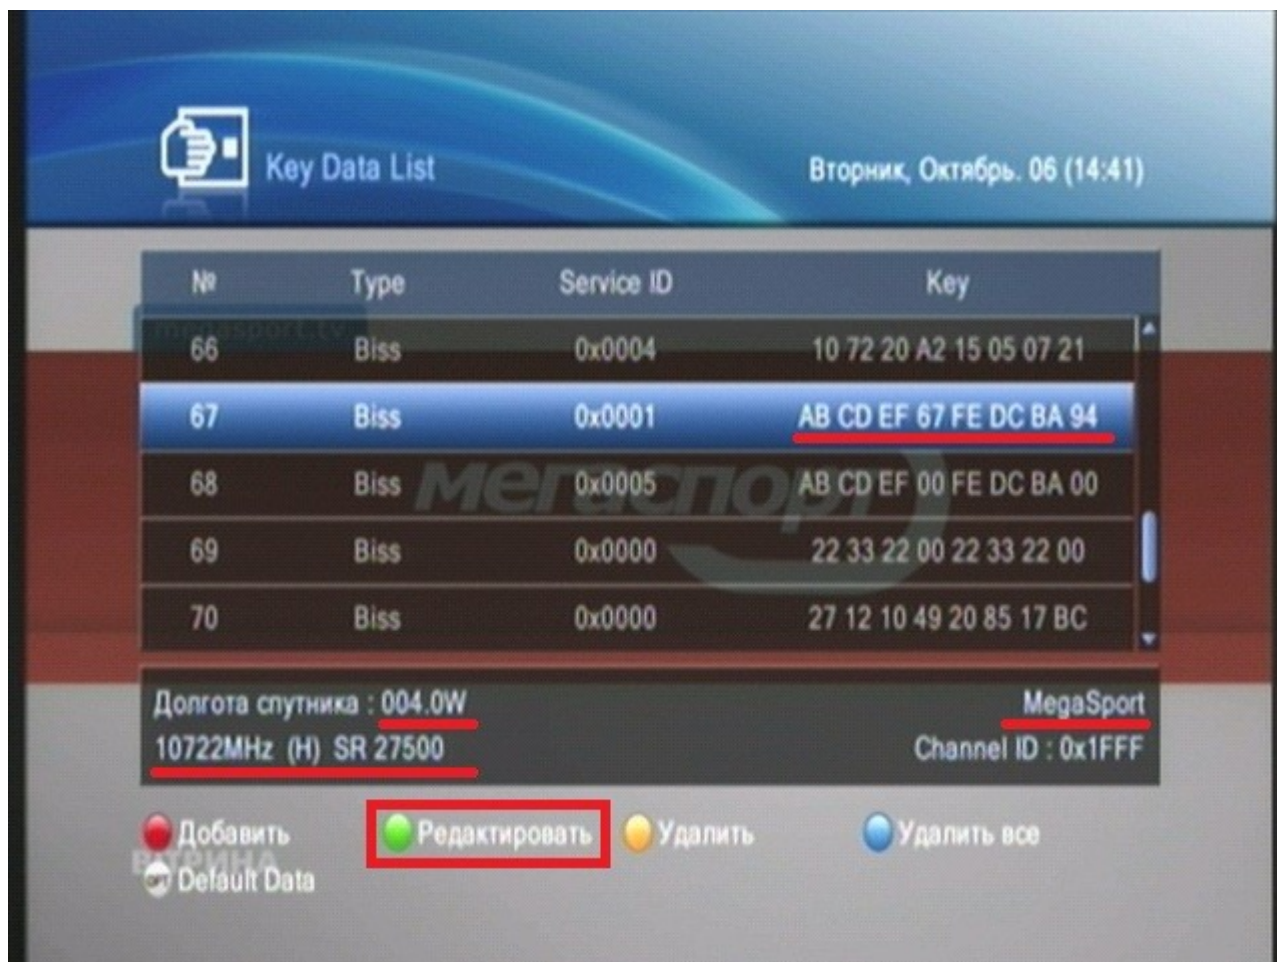 Key Data List
Вторник, Октябрь. 06 (14:41)
№ Type Service ID Key
megasport.tv
66 Biss 0x0004 10 72 20 A2 15 05 07 21
67 Biss 0x0001 AB CD EF 67 FE DC BA 94
мегаспорт
68 Biss 0x0005 AB CD EF 00 FE DC BA 00
69 Biss 0x0000 22 33 22 00 22 33 22 00
70 Biss 0x0000 27 12 10 49 20 85 17 BC
Долгота спутника : 004.0W MegaSport
10722MHz (H) SR 27500 Channel ID : 0x1FFF
Добавить Редактировать Удалить Удалить все
ВІТРИНА
Default Data